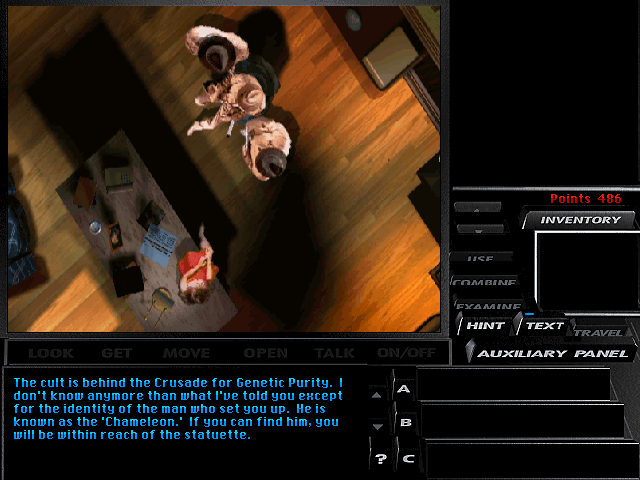 Points 486
INVENTORY
USE
COMBINE
EXAMINE
HINT
TEXT
TRAVEL
AUXILIARY PANEL
LOOK
GET
MOVE
OPEN
TALK
ON/OFF
The cult is behind the Crusade for Genetic Purity. I
don't know anymore than what I've told you except
for the identity of the man who set you up. He is
known as the 'Chameleon.' If you can find him, you
will be within reach of the statuette.
A
B
? C